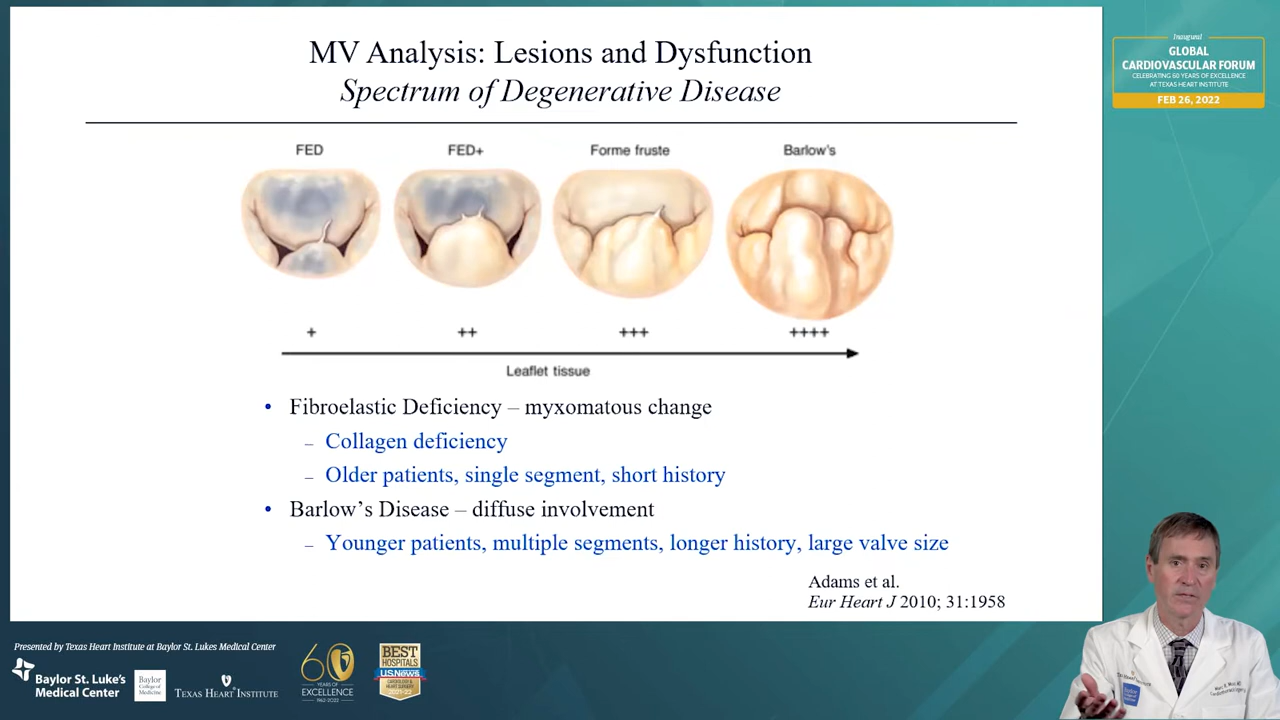 MV Analysis: Lesions and Dysfunction
Spectrum of Degenerative Disease
FED
FED+
Forme fruste
Barlow's
+
++
+++
++++
Leaflet tissue
• Fibroelastic Deficiency – myxomatous change
– Collagen deficiency
– Older patients, single segment, short history
• Barlow’s Disease – diffuse involvement
– Younger patients, multiple segments, longer history, large valve size
Adams et al.
Eur Heart J 2010; 31:1958
Inaugural
GLOBAL
CARDIOVASCULAR FORUM
CELEBRATING 60 YEARS OF EXCELLENCE
AT TEXAS HEART INSTITUTE
FEB 26, 2022
Presented by Texas Heart Institute at Baylor St. Lukes Medical Center
Baylor St. Luke's
Medical Center
Baylor
College of
Medicine
TEXAS HEART INSTITUTE
60
YEARS OF
EXCELLENCE
1962-2022
BEST
HOSPITALS
U.S. News